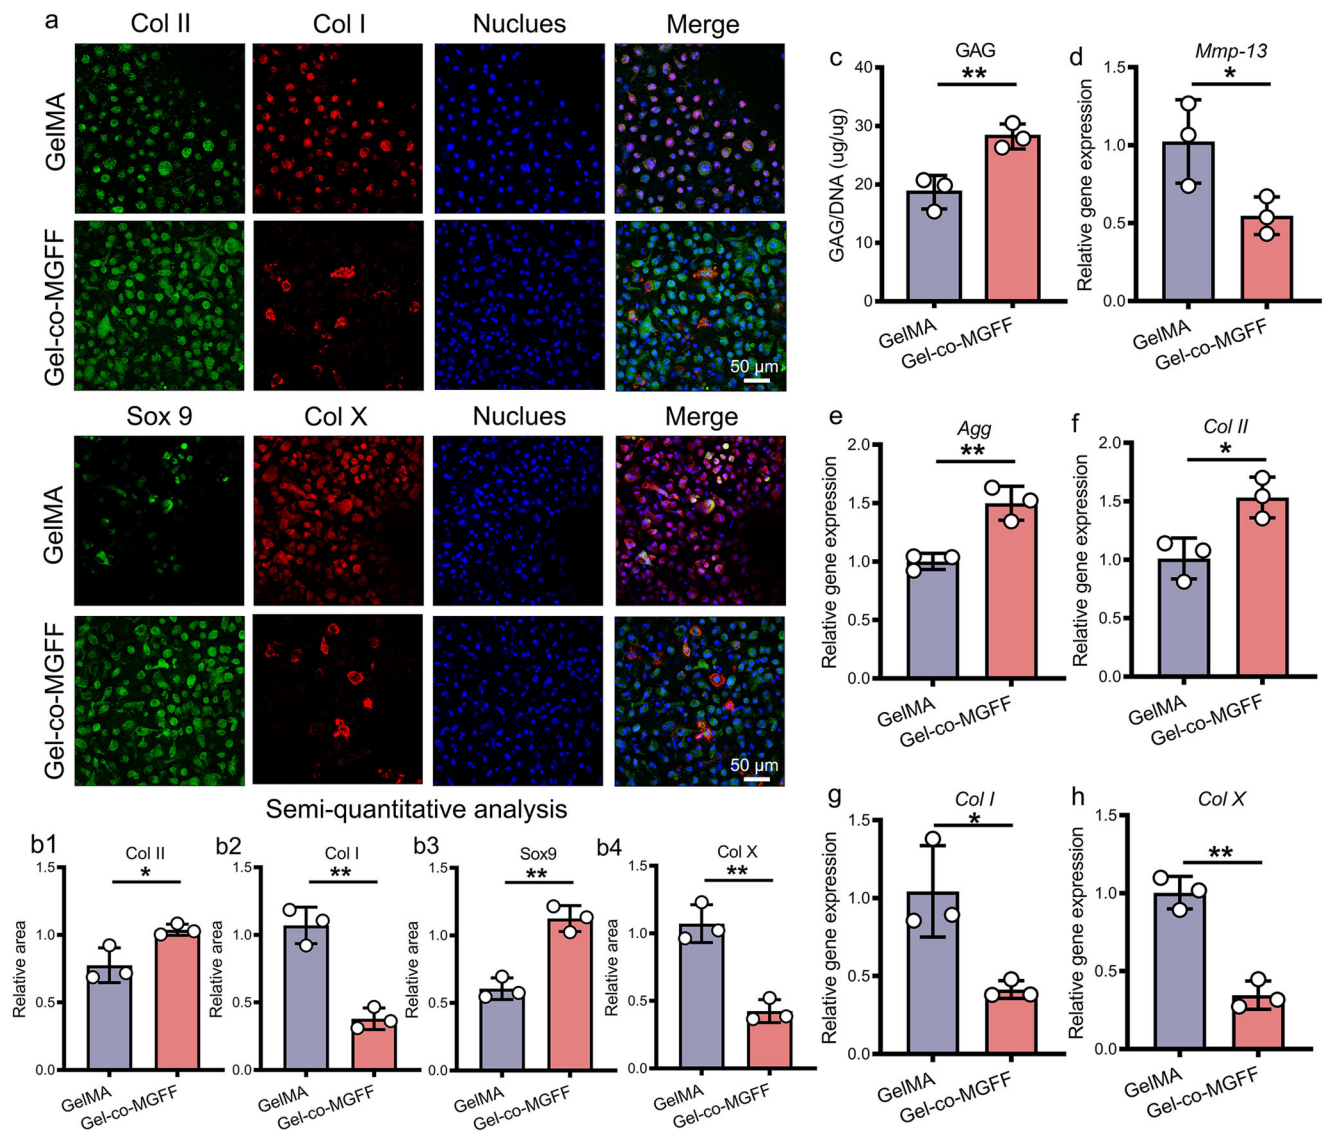 a
Col II
Col I
Nuclues
Merge
GelMA
Gel-co-MGFF
50 µm
Sox 9
Col X
Nuclues
Merge
GelMA
Gel-co-MGFF
50 µm
Semi-quantitative analysis
b1
Col II
*
Relative area
1.5
1.0
0.5
0.0
GelMA
Gel-co-MGFF
b2
Col I
**
Relative area
1.5
1.0
0.5
0.0
GelMA
Gel-co-MGFF
b3
Sox9
**
Relative area
1.5
1.0
0.5
0.0
GelMA
Gel-co-MGFF
b4
Col X
**
Relative area
1.5
1.0
0.5
0.0
GelMA
Gel-co-MGFF
c
GAG
**
GAG/DNA (ug/ug)
40
30
20
10
0
GelMA
Gel-co-MGFF
d
Mmp-13
*
Relative gene expression
1.5
1.0
0.5
0.0
GelMA
Gel-co-MGFF
e
Agg
**
Relative gene expression
2.0
1.5
1.0
0.5
0.0
GelMA
Gel-co-MGFF
f
Col II
*
Relative gene expression
2.0
1.5
1.0
0.5
0.0
GelMA
Gel-co-MGFF
g
Col I
*
Relative gene expression
1.5
1.0
0.5
0.0
GelMA
Gel-co-MGFF
h
Col X
**
Relative gene expression
1.5
1.0
0.5
0.0
GelMA
Gel-co-MGFF